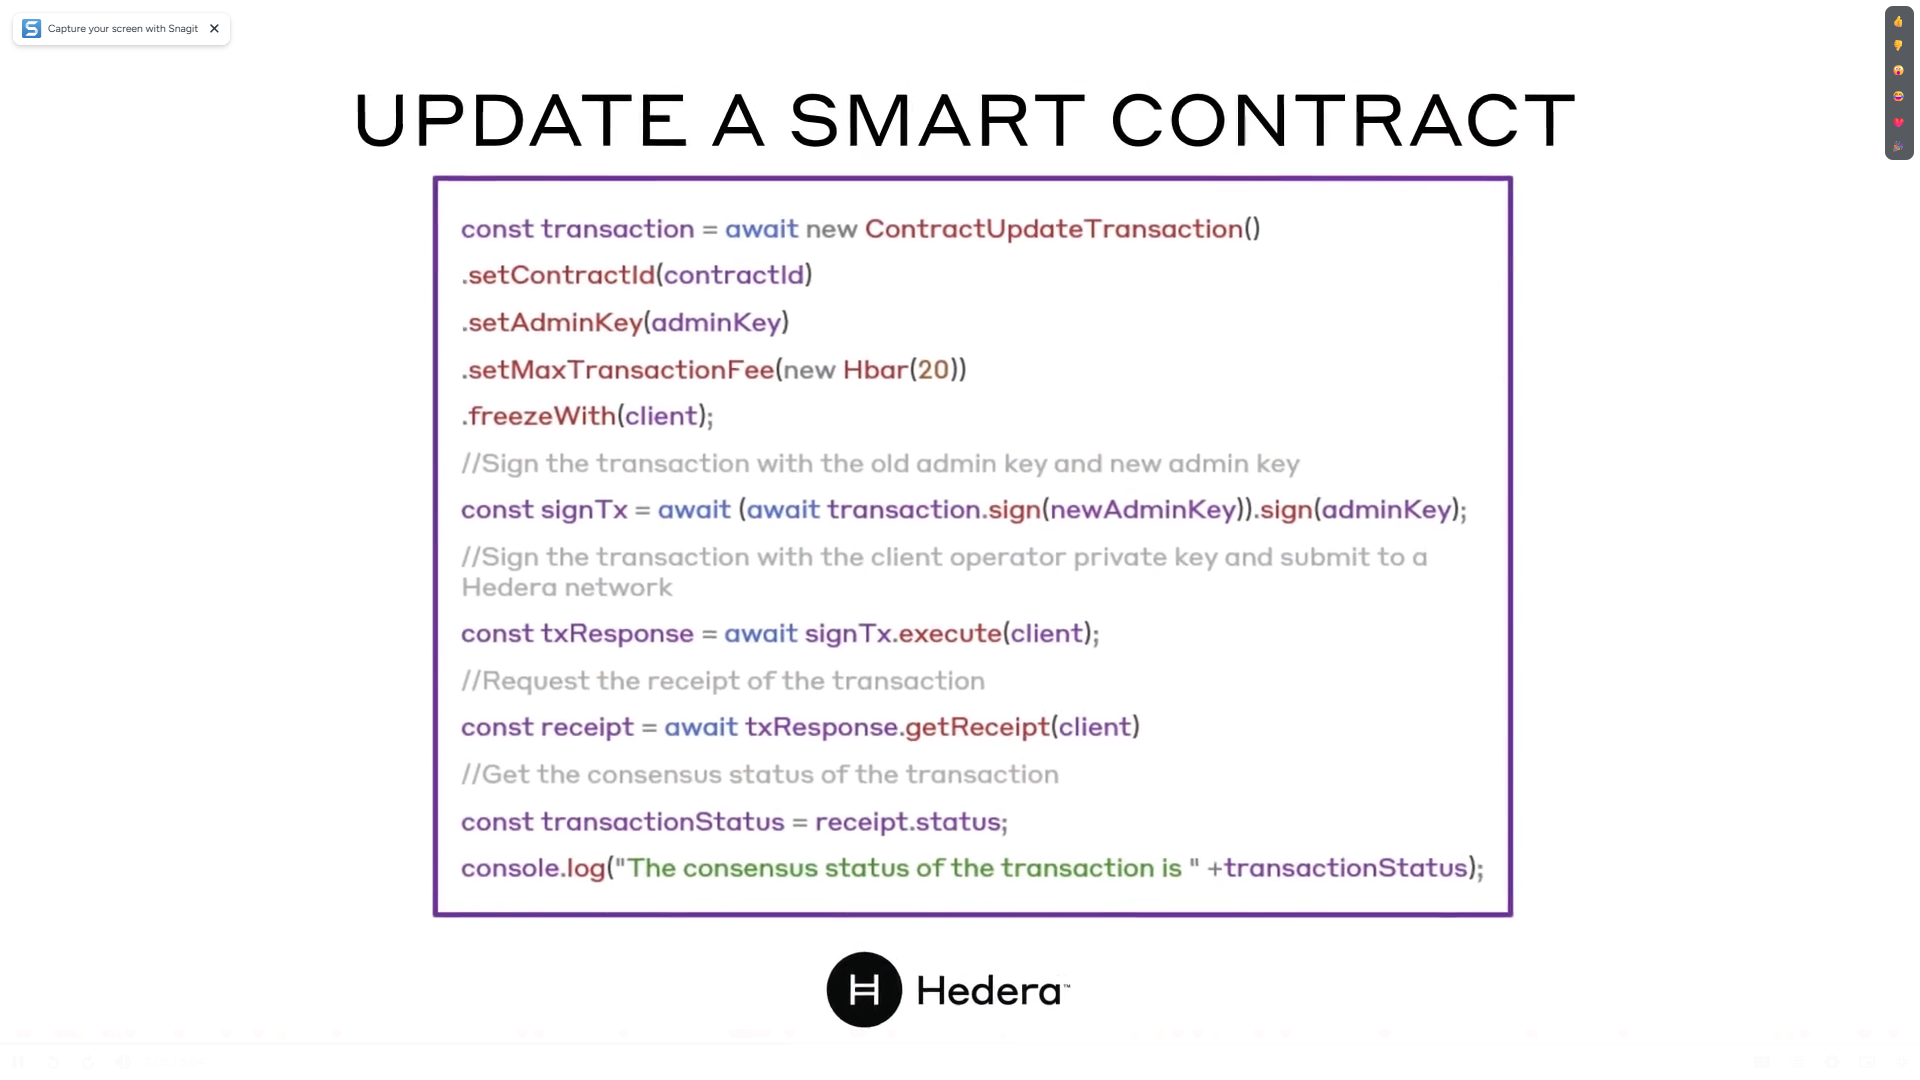 Capture your screen with Snagit
UPDATE A SMART CONTRACT
const transaction = await new ContractUpdateTransaction()
.setContractId(contractId)
.setAdminKey(adminKey)
.setMaxTransactionFee(new Hbar(20))
.freezeWith(client);
//Sign the transaction with the old admin key and new admin key
const signTx = await (await transaction.sign(newAdminKey)).sign(adminKey);
//Sign the transaction with the client operator private key and submit to a
Hedera network
const txResponse = await signTx.execute(client);
//Request the receipt of the transaction
const receipt = await txResponse.getReceipt(client)
//Get the consensus status of the transaction
const transactionStatus = receipt.status;
console.log("The consensus status of the transaction is " +transactionStatus);
Hedera™